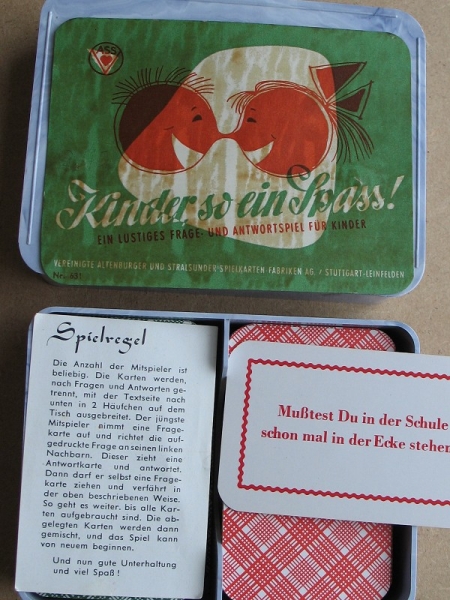 ASS
Kinder so ein Spass!
EIN LUSTIGES FRAGE- UND ANTWORTSPIEL FÜR KINDER
VEREINIGTE ALTENBURGER UND STRALSUNDER SPIELKARTEN-FABRIKEN AG. / STUTTGART-LEINFELDEN
Nr. 431
Spielregel
Die Anzahl der Mitspieler ist
beliebig. Die Karten werden,
nach Fragen und Antworten ge-
trennt, mit der Textseite nach
unten in 2 Häufchen auf dem
Tisch ausgebreitet. Der jüngste
Mitspieler nimmt eine Frage-
karte auf und richtet die auf-
gedruckte Frage an seinen linken
Nachbarn. Dieser zieht eine
Antwortkarte und antwortet.
Dann darf er selbst eine Frage-
karte ziehen und verfährt in
der oben beschriebenen Weise.
So geht es weiter, bis alle Kar-
ten aufgebraucht sind. Die ab-
gelegten Karten werden dann
gemischt, und das Spiel kann
von neuem beginnen.
Und nun gute Unterhaltung
und viel Spaß!
Mußtest Du in der Schule
schon mal in der Ecke stehen